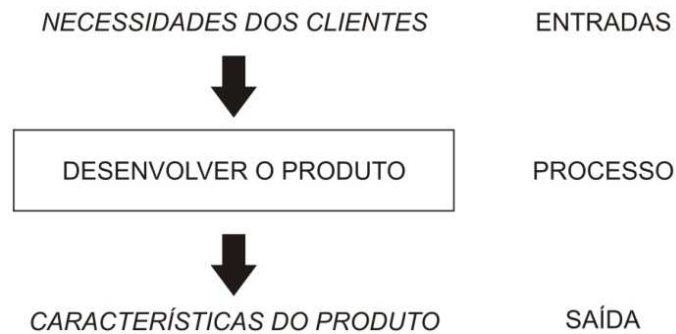 NECESSIDADES DOS CLIENTES ENTRADAS
DESENVOLVER O PRODUTO PROCESSO
CARACTERÍSTICAS DO PRODUTO SAÍDA